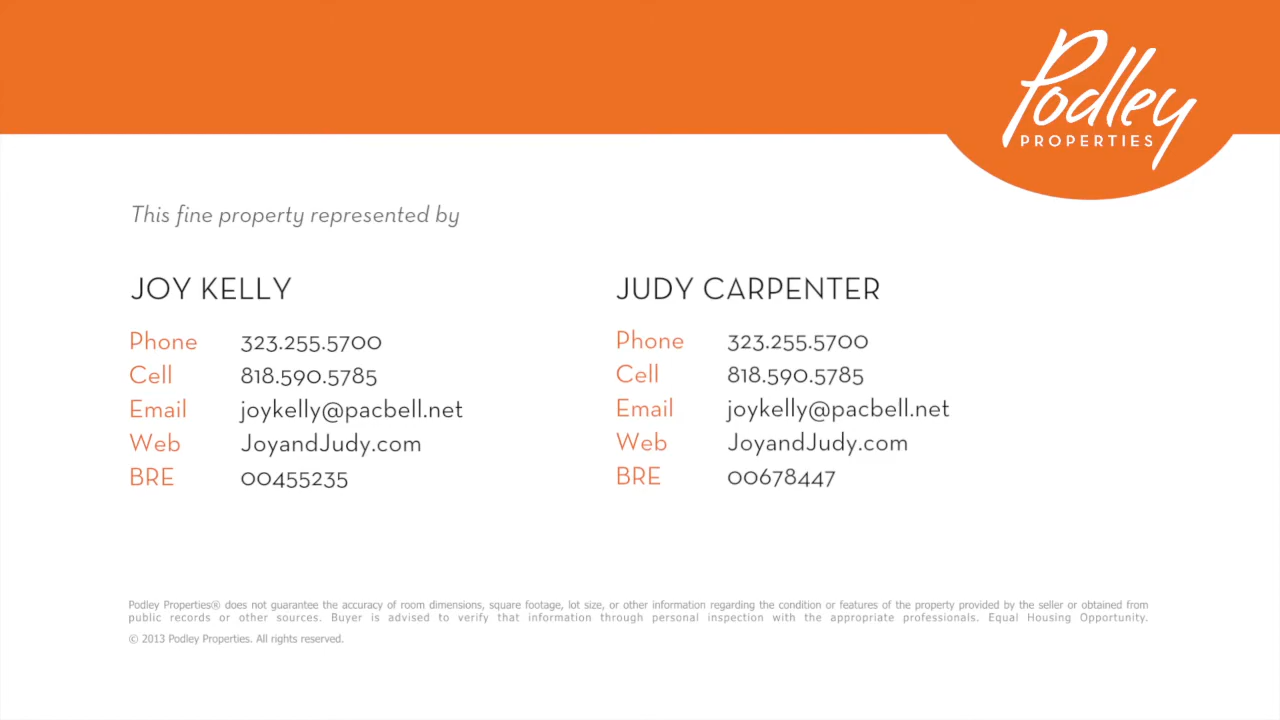 Podley
PROPERTIES
This fine property represented by
JOY KELLY
Phone 323.255.5700
Cell 818.590.5785
Email joykelly@pacbell.net
Web JoyandJudy.com
BRE 00455235
JUDY CARPENTER
Phone 323.255.5700
Cell 818.590.5785
Email joykelly@pacbell.net
Web JoyandJudy.com
BRE 00678447
Podley Properties® does not guarantee the accuracy of room dimensions, square footage, lot size, or other information regarding the condition or features of the property provided by the seller or obtained from
public records or other sources. Buyer is advised to verify that information through personal inspection with the appropriate professionals. Equal Housing Opportunity.
© 2013 Podley Properties. All rights reserved.